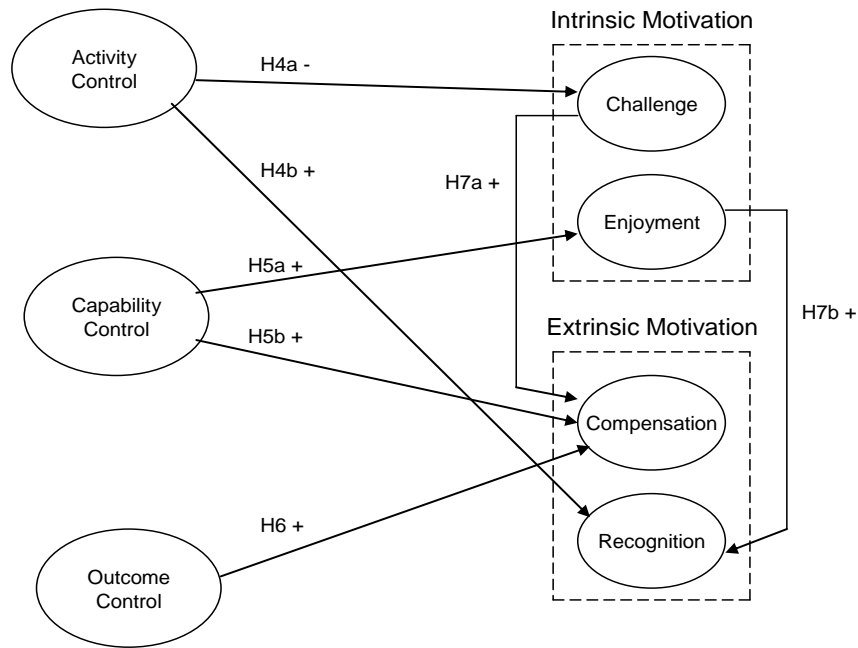 Intrinsic Motivation
Activity
Control
H4a -
Challenge
H4b +
H7a +
Enjoyment
H5a +
Capability
Control
H7b +
Extrinsic Motivation
H5b +
Compensation
H6 +
Recognition
Outcome
Control